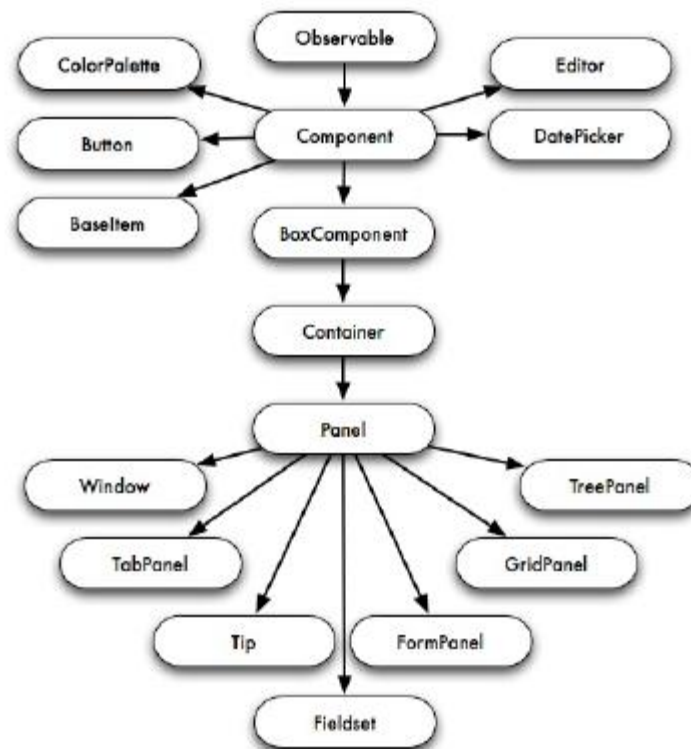 Observable
ColorPalette
Editor
Component
Button
DatePicker
BaseItem
BoxComponent
Container
Panel
Window
TreePanel
TabPanel
GridPanel
Tip
FormPanel
Fieldset